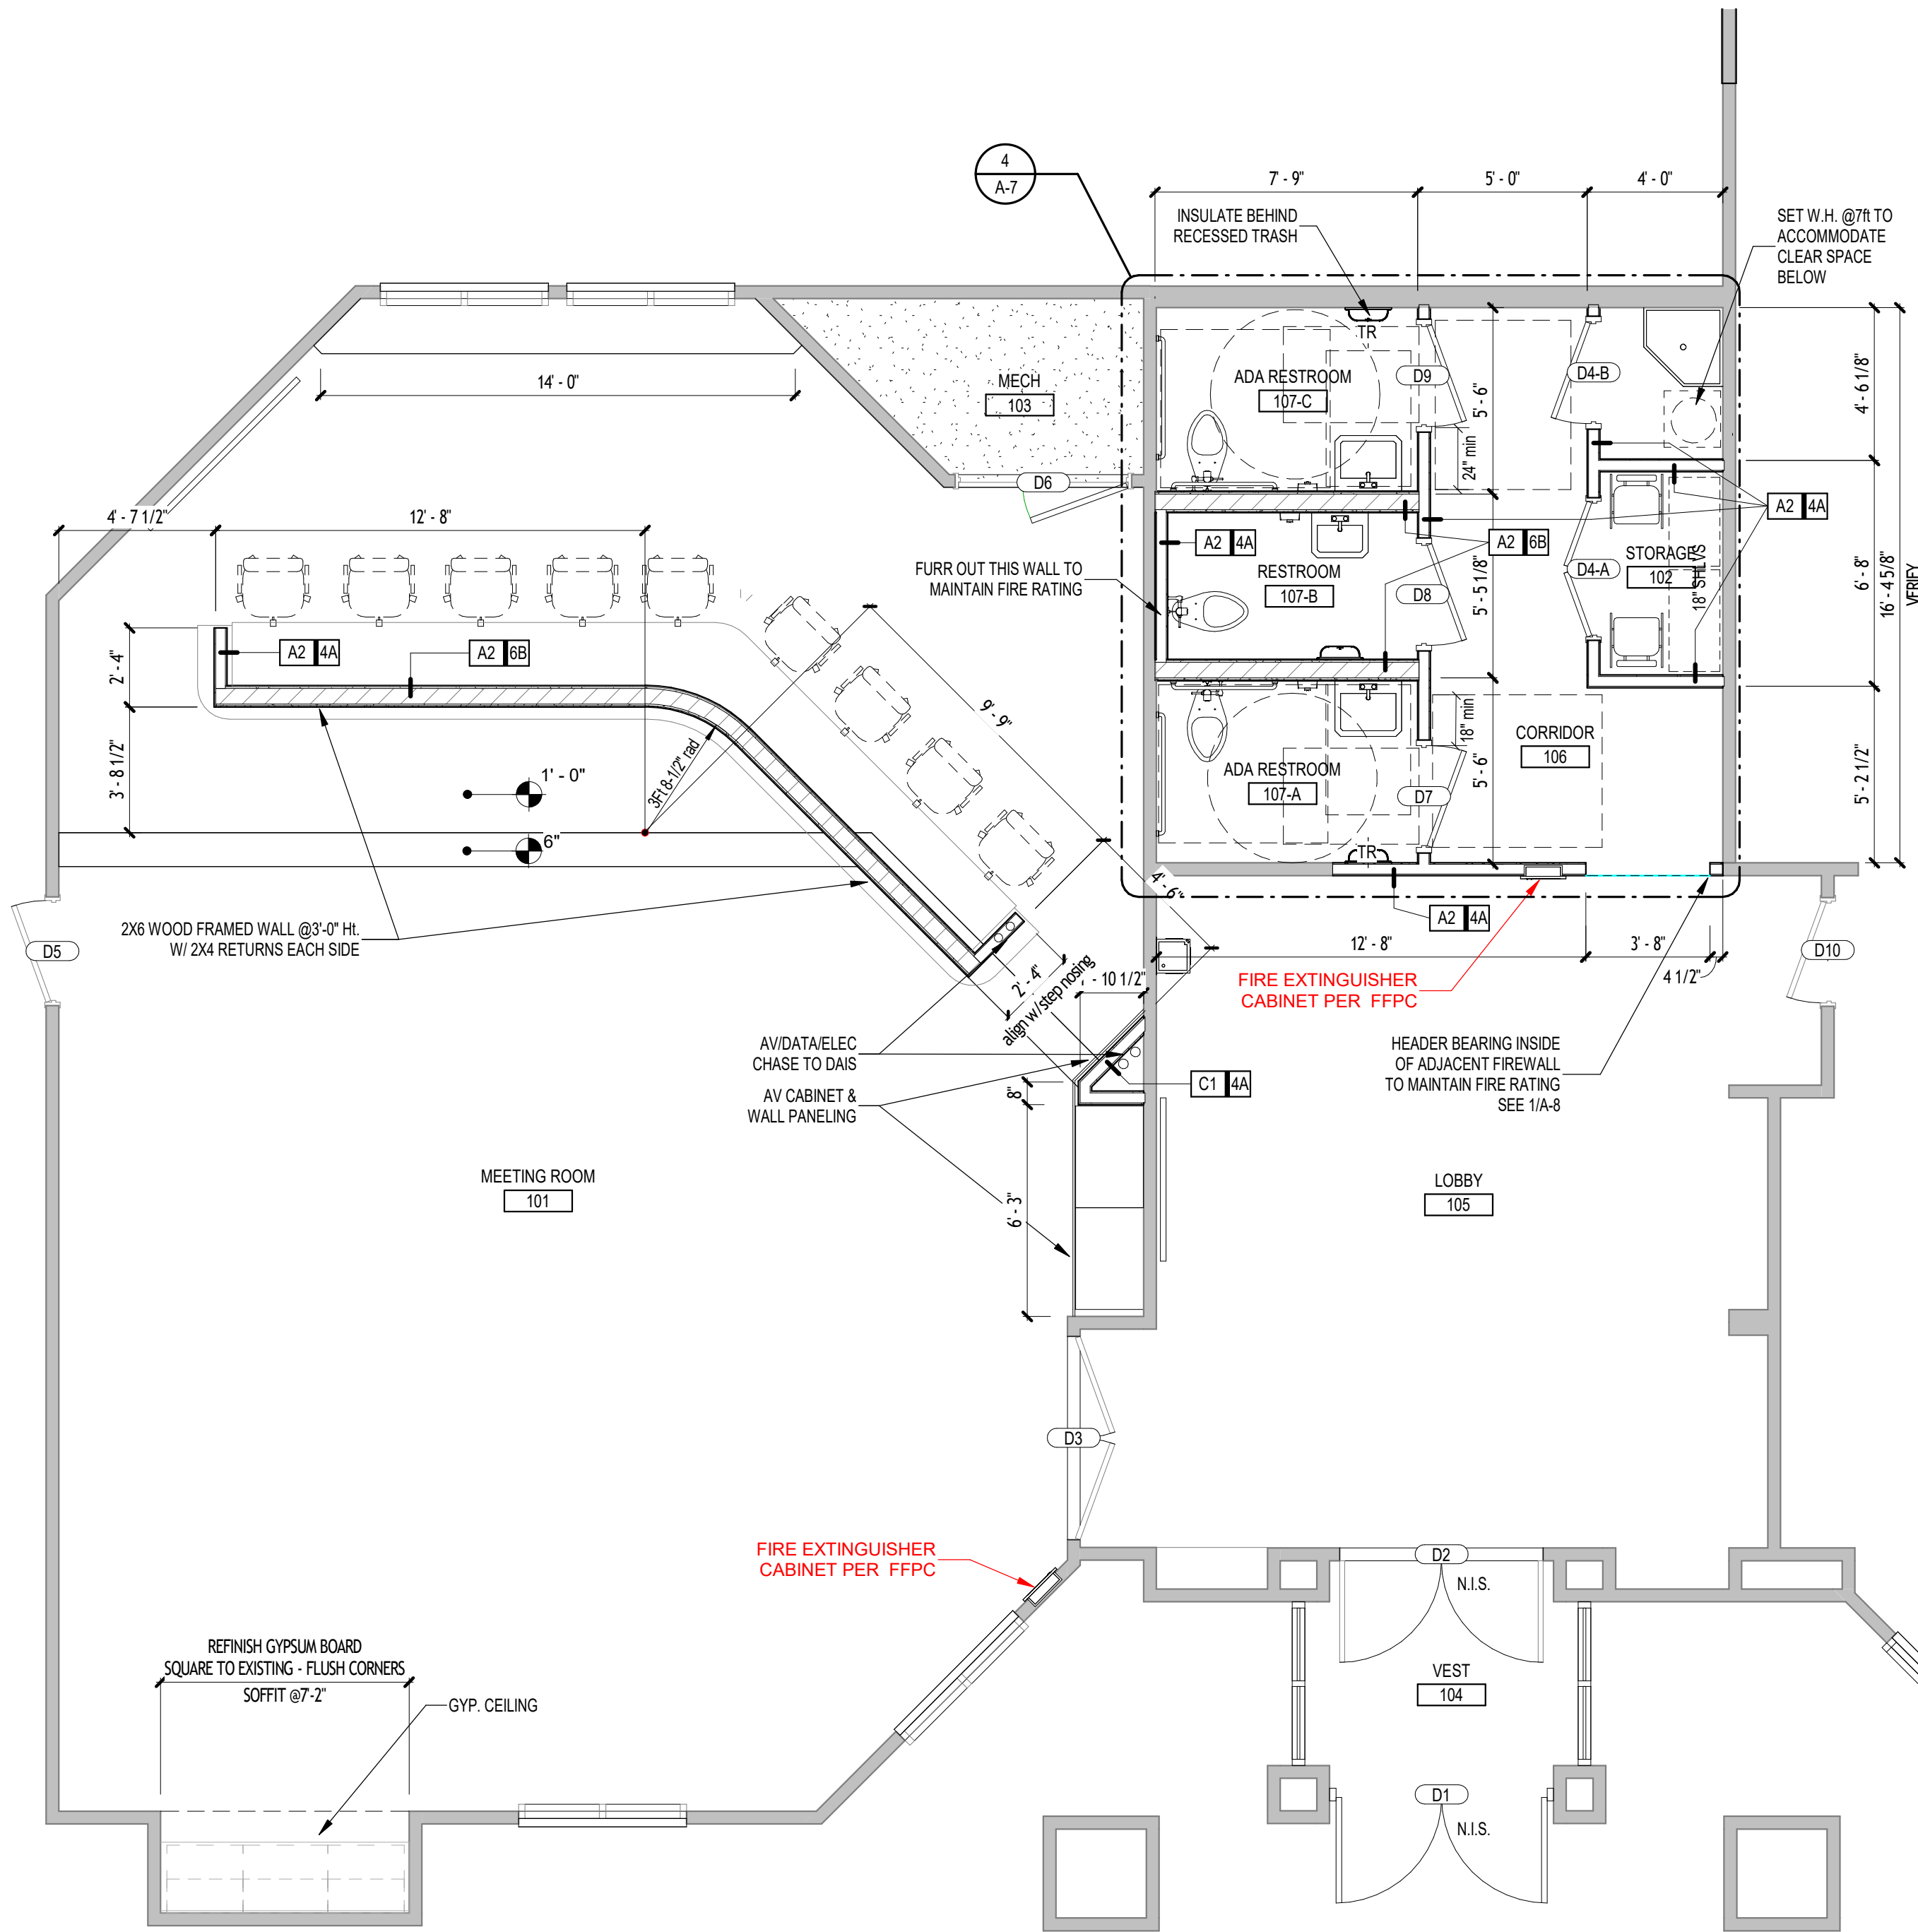 4
A-7
7' - 9"
5' - 0"
4' - 0"
INSULATE BEHIND
RECESSED TRASH
SET W.H. @7ft TO
ACCOMMODATE
CLEAR SPACE
BELOW
TR
14' - 0"
MECH
103
ADA RESTROOM
107-C
D9
D4-B
5' - 6"
4' - 6 1/8"
24" min
D6
4' - 7 1/2"
12' - 8"
A2 4A
A2 4A
A2 6B
FURR OUT THIS WALL TO
MAINTAIN FIRE RATING
RESTROOM
107-B
D8
5' - 5 1/8"
D4-A
STORAGE
102
18" SHLVS
6' - 8"
16' - 4 5/8"
VERIFY
2' - 4"
A2 4A
A2 6B
9' - 9"
18" min
CORRIDOR
106
3' - 8 1/2"
3Ft 8-1/2" rad
1' - 0"
6"
ADA RESTROOM
107-A
D7
5' - 6"
5' - 2 1/2"
TR
4' - 6"
A2 4A
2X6 WOOD FRAMED WALL @3'-0" Ht.
W/ 2X4 RETURNS EACH SIDE
D5
12' - 8"
3' - 8"
4 1/2"
D10
FIRE EXTINGUISHER
CABINET PER FFPC
2' - 4"
align w/step nosing
- 10 1/2"
AV/DATA/ELEC
CHASE TO DAIS
HEADER BEARING INSIDE
OF ADJACENT FIREWALL
TO MAINTAIN FIRE RATING
SEE 1/A-8
C1 4A
8"
AV CABINET &
WALL PANELING
MEETING ROOM
101
6' - 3"
LOBBY
105
D3
FIRE EXTINGUISHER
CABINET PER FFPC
D2
N.I.S.
REFINISH GYPSUM BOARD
SQUARE TO EXISTING - FLUSH CORNERS
SOFFIT @7'-2"
GYP. CEILING
VEST
104
D1
N.I.S.